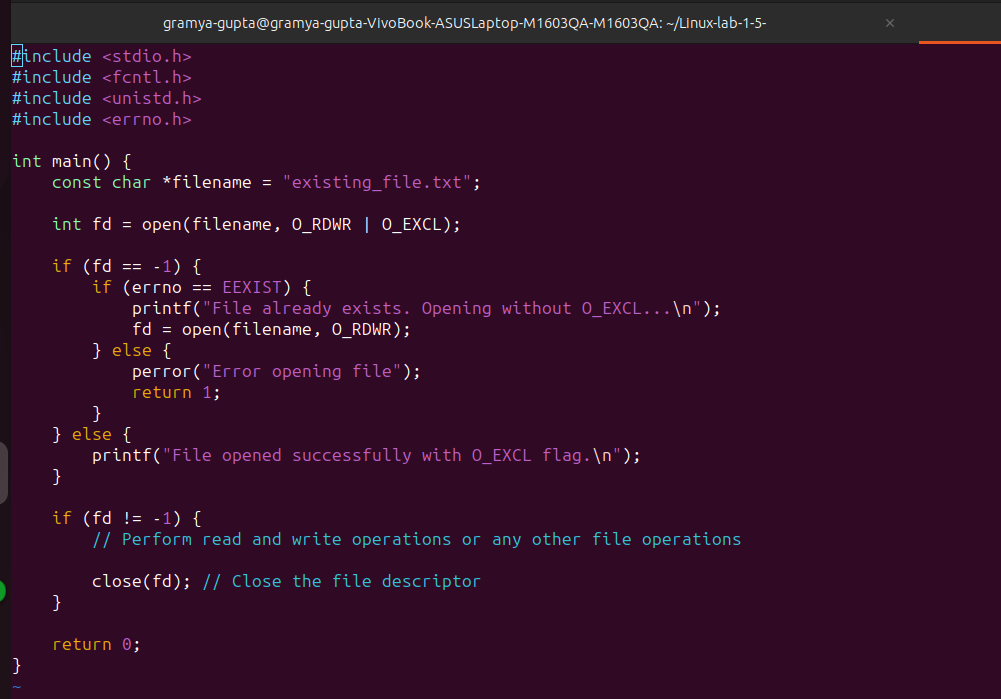 gramya-gupta@gramya-gupta-VivoBook-ASUSLaptop-M1603QA-M1603QA: ~/Linux-lab-1-5- ×
#include <stdio.h>
#include <fcntl.h>
#include <unistd.h>
#include <errno.h>

int main() {
    const char *filename = "existing_file.txt";

    int fd = open(filename, O_RDWR | O_EXCL);

    if (fd == -1) {
        if (errno == EEXIST) {
            printf("File already exists. Opening without O_EXCL...\n");
            fd = open(filename, O_RDWR);
        } else {
            perror("Error opening file");
            return 1;
        }
    } else {
        printf("File opened successfully with O_EXCL flag.\n");
    }

    if (fd != -1) {
        // Perform read and write operations or any other file operations

        close(fd); // Close the file descriptor
    }

    return 0;
}
~